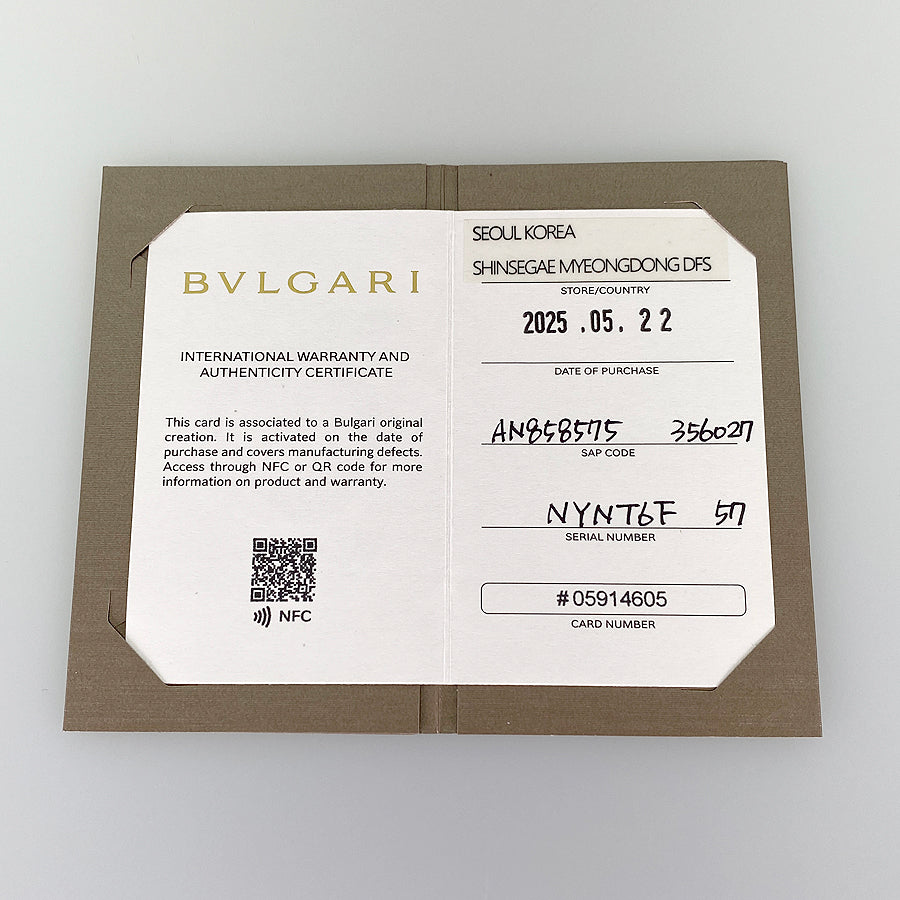 BVLGARI
INTERNATIONAL WARRANTY AND
AUTHENTICITY CERTIFICATE
This card is associated to a Bulgari original
creation. It is activated on the date of
purchase and covers manufacturing defects.
Access through NFC or QR code for more
information on product and warranty.
NFC
SEOUL KOREA
SHINSEGAE MYEONGDONG DFS
STORE/COUNTRY
2025 .05. 22
DATE OF PURCHASE
AN858575 356027
SAP CODE
NYNT6F 57
SERIAL NUMBER
#05914605
CARD NUMBER